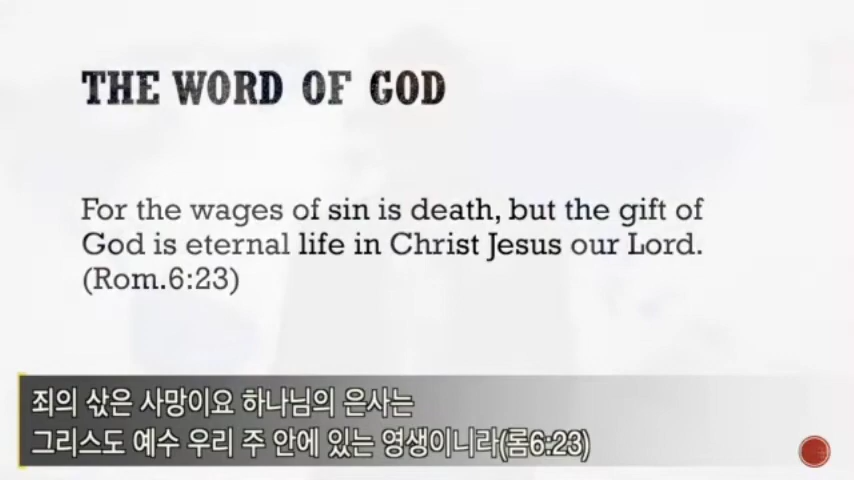 THE WORD OF GOD
For the wages of sin is death, but the gift of
God is eternal life in Christ Jesus our Lord.
(Rom.6:23)
죄의 삯은 사망이요 하나님의 은사는
그리스도 예수 우리 주 안에 있는 영생이니라(롬6:23)